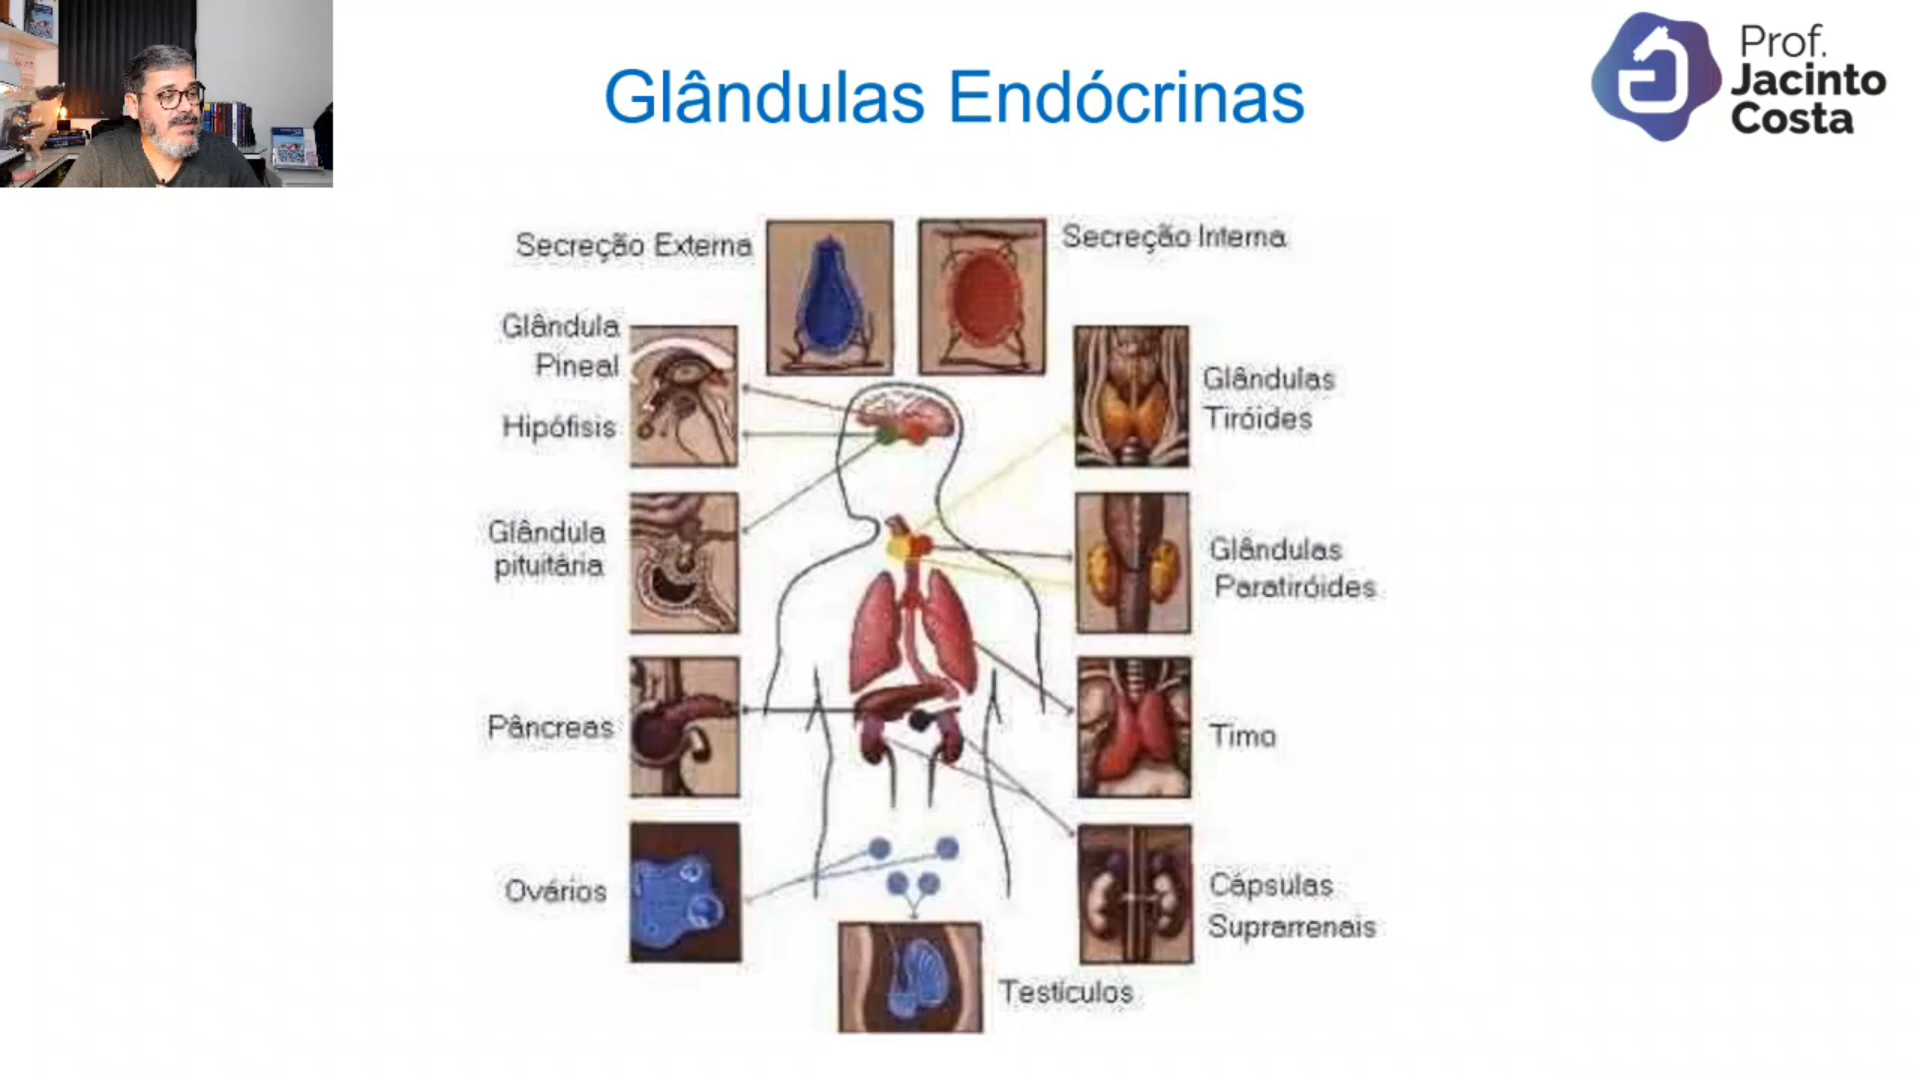 Glândulas Endócrinas
Prof.
Jacinto
Costa
Secreção Externa
Secreção Interna
Glândula
Pineal
Hipófisis
Glândula
pituitária
Pâncreas
Ovários
Glândulas
Tiróides
Glândulas
Paratiróides
Timo
Cápsulas
Suprarrenais
Testículos